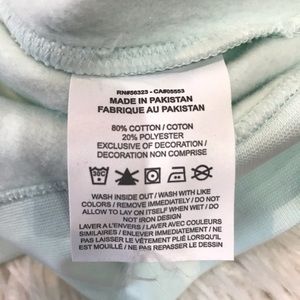 RN#56323 - CA#05553
MADE IN PAKISTAN
FABRIQUE AU PAKISTAN
80% COTTON / COTON
20% POLYESTER
EXCLUSIVE OF DECORATION /
DECORATION NON COMPRISE
30C
WASH INSIDE OUT / WASH WITH LIKE
COLORS / REMOVE IMMEDIATELY / DO NOT
ALLOW TO LAY ON ITSELF WHEN WET / DO
NOT IRON DESIGN
LAVER A L'ENVERS / LAVER AVEC COULEURS
SIMILAIRES / ENLEVER IMMEDIATEMENT / NE
PAS LAISSER LE VÊTEMENT PLIÉ LORSQU'IL
EST MOUILLÉ / NE PAS REPASSER LE DESSIN